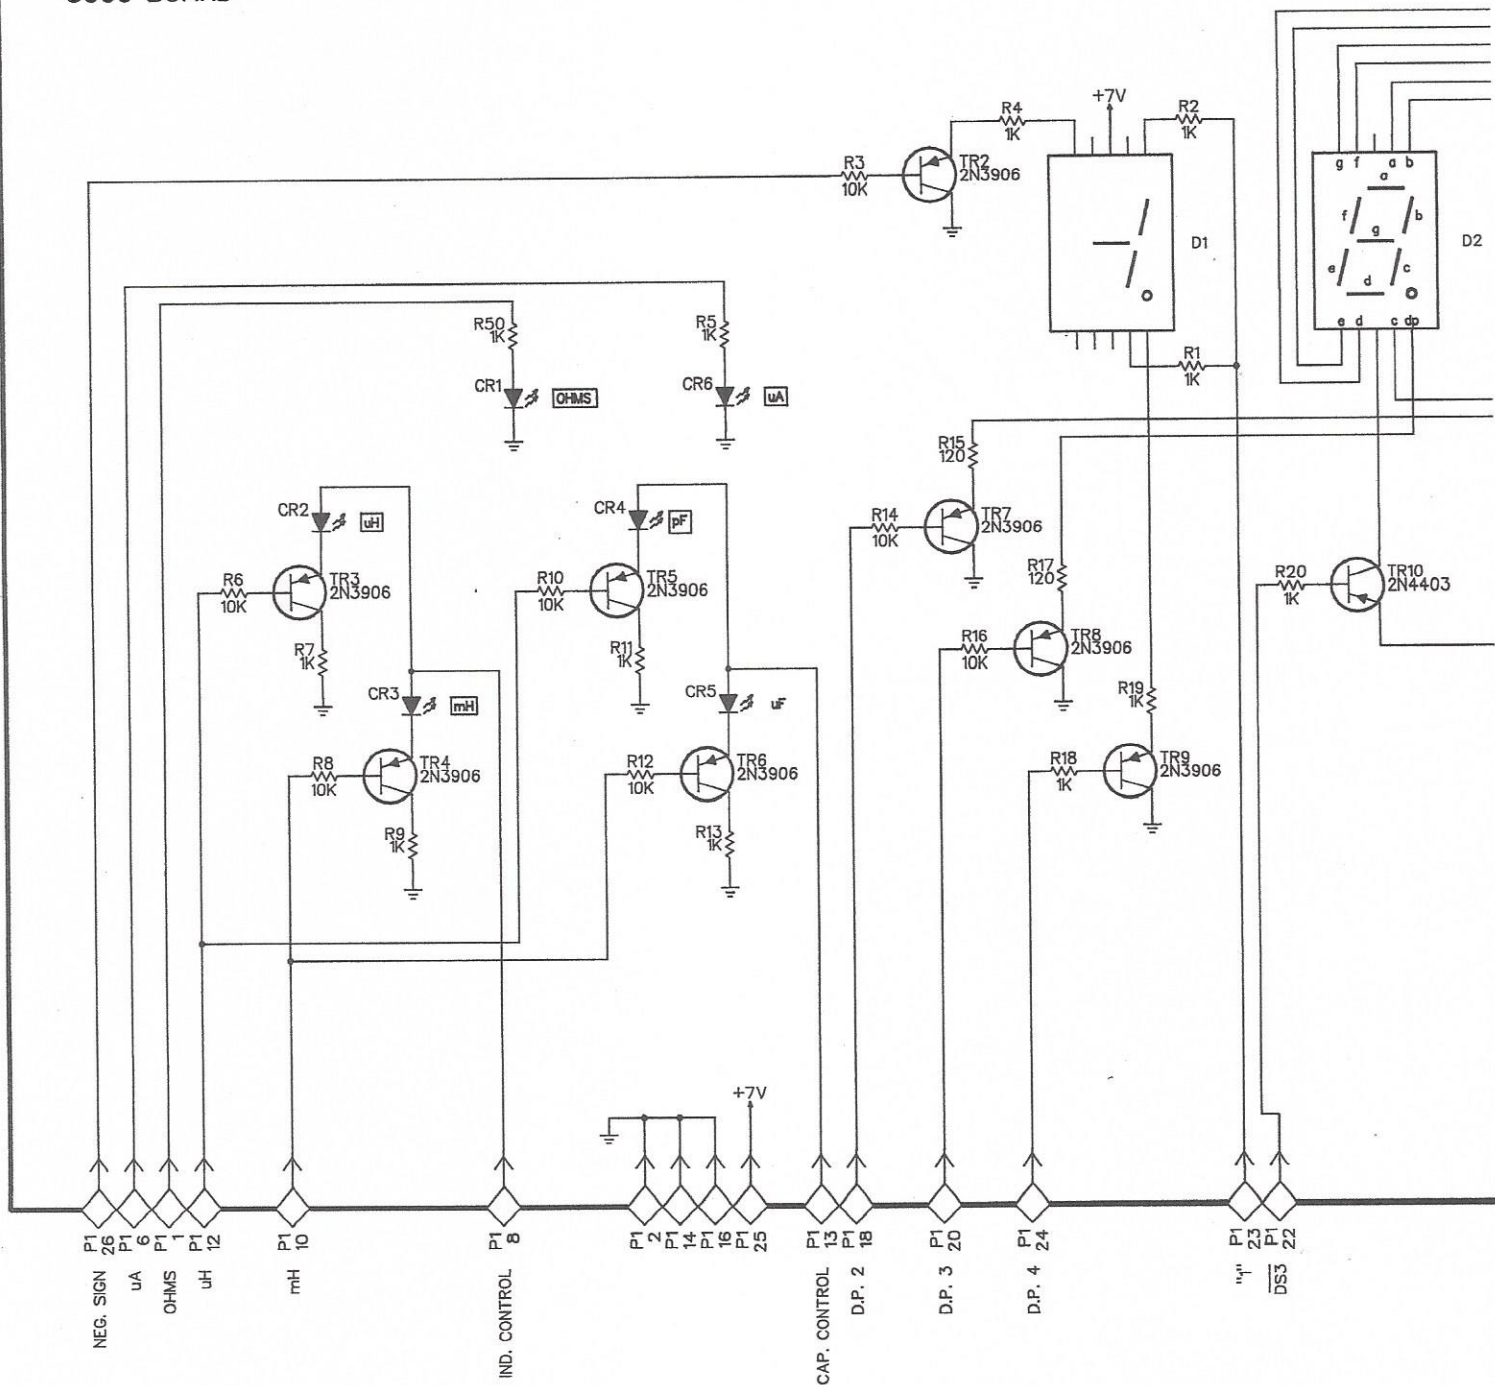 +7V
R4
1K
R2
1K
R3
10K
TR2
2N3906
D1
g f a b
a
f
b
g
e
c
d
e d c dp
D2
R50
1K
R5
1K
CR1
OHMS
CR6
uA
R1
1K
R15
120
CR2
uH
CR4
pF
R14
10K
TR7
2N3906
R17
120
R6
10K
TR3
2N3906
R10
10K
TR5
2N3906
R20
1K
TR10
2N4403
R7
1K
R11
1K
R16
10K
TR8
2N3906
CR3
mH
CR5
uF
R19
1K
R8
10K
TR4
2N3906
R12
10K
TR6
2N3906
R18
1K
TR9
2N3906
R9
1K
R13
1K
+7V
P1
26
P1
6
P1
1
P1
12
P1
10
P1
8
P1
2
P1
14
P1
16
P1
25
P1
13
P1
18
P1
20
P1
24
P1
23
P1
22
NEG. SIGN
uA
OHMS
uH
mH
IND. CONTROL
CAP. CONTROL
D.P. 2
D.P. 3
D.P. 4
"1"
DS3